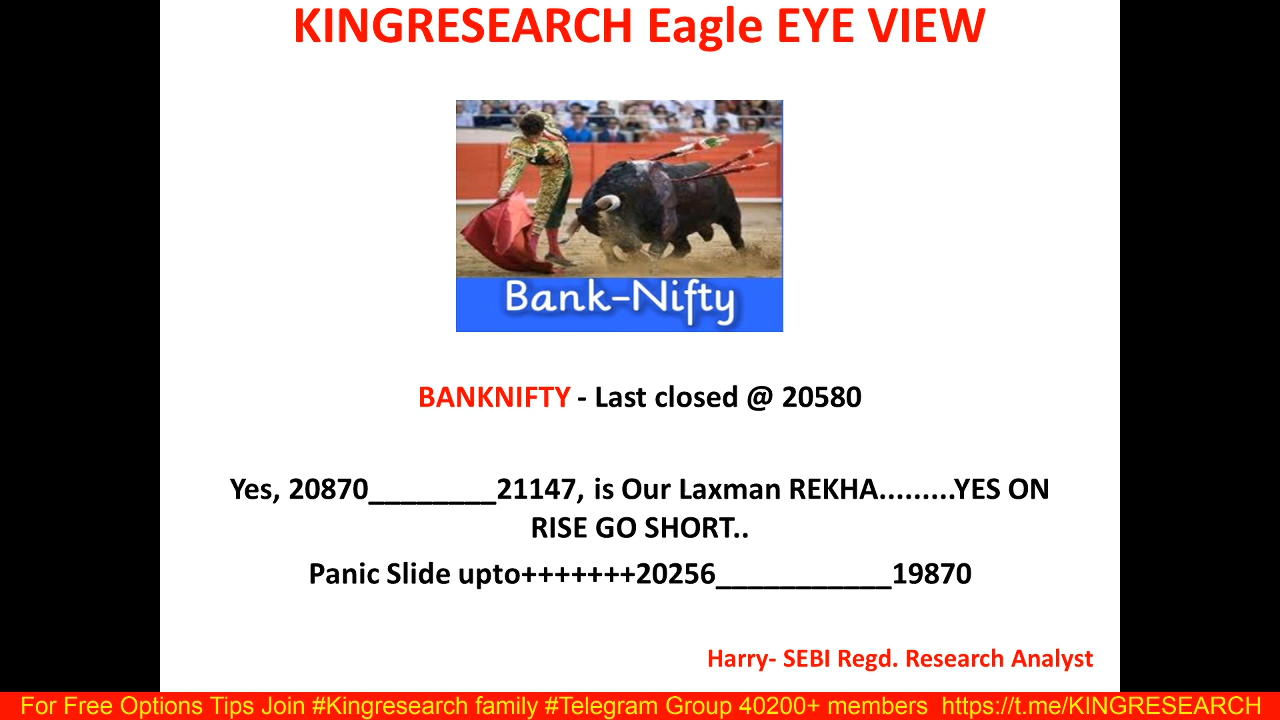 KINGRESEARCH Eagle EYE VIEW
Bank-Nifty
BANKNIFTY - Last closed @ 20580
Yes, 20870________21147, is Our Laxman REKHA.........YES ON
RISE GO SHORT..
Panic Slide upto+++++++20256___________19870
Harry- SEBI Regd. Research Analyst
For Free Options Tips Join #Kingresearch family #Telegram Group 40200+ members  https://t.me/KINGRESEARCH